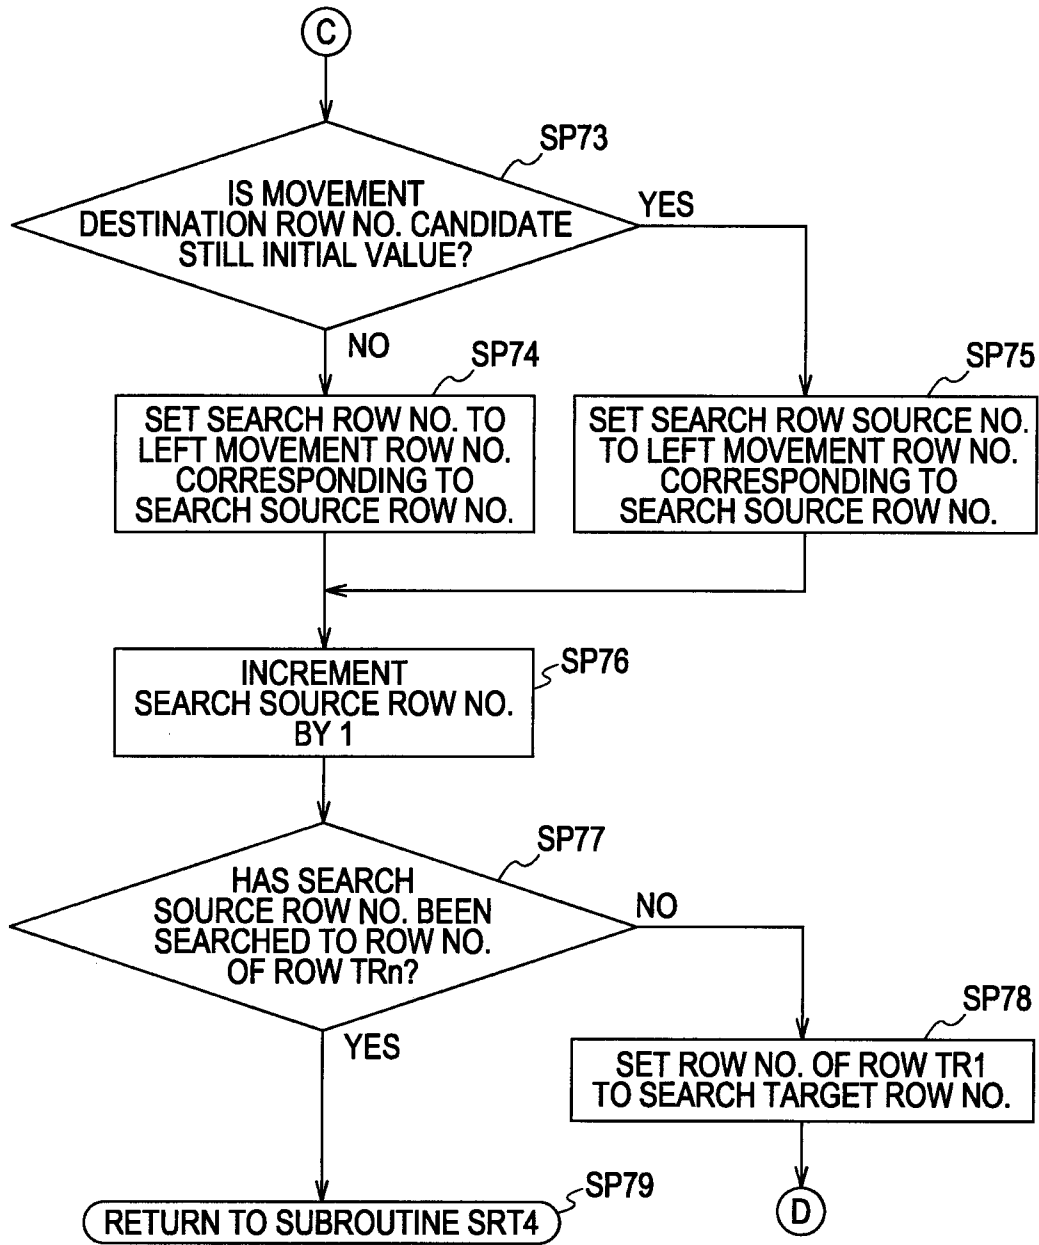 C
SP73
IS MOVEMENT
DESTINATION ROW NO. CANDIDATE
STILL INITIAL VALUE?
YES
NO
SP74
SET SEARCH ROW NO. TO
LEFT MOVEMENT ROW NO.
CORRESPONDING TO
SEARCH SOURCE ROW NO.
SP75
SET SEARCH ROW SOURCE NO.
TO LEFT MOVEMENT ROW NO.
CORRESPONDING TO
SEARCH SOURCE ROW NO.
SP76
INCREMENT
SEARCH SOURCE ROW NO.
BY 1
SP77
HAS SEARCH
SOURCE ROW NO. BEEN
SEARCHED TO ROW NO.
OF ROW TRn?
NO
YES
SP78
SET ROW NO. OF ROW TR1
TO SEARCH TARGET ROW NO.
D
SP79
RETURN TO SUBROUTINE SRT4